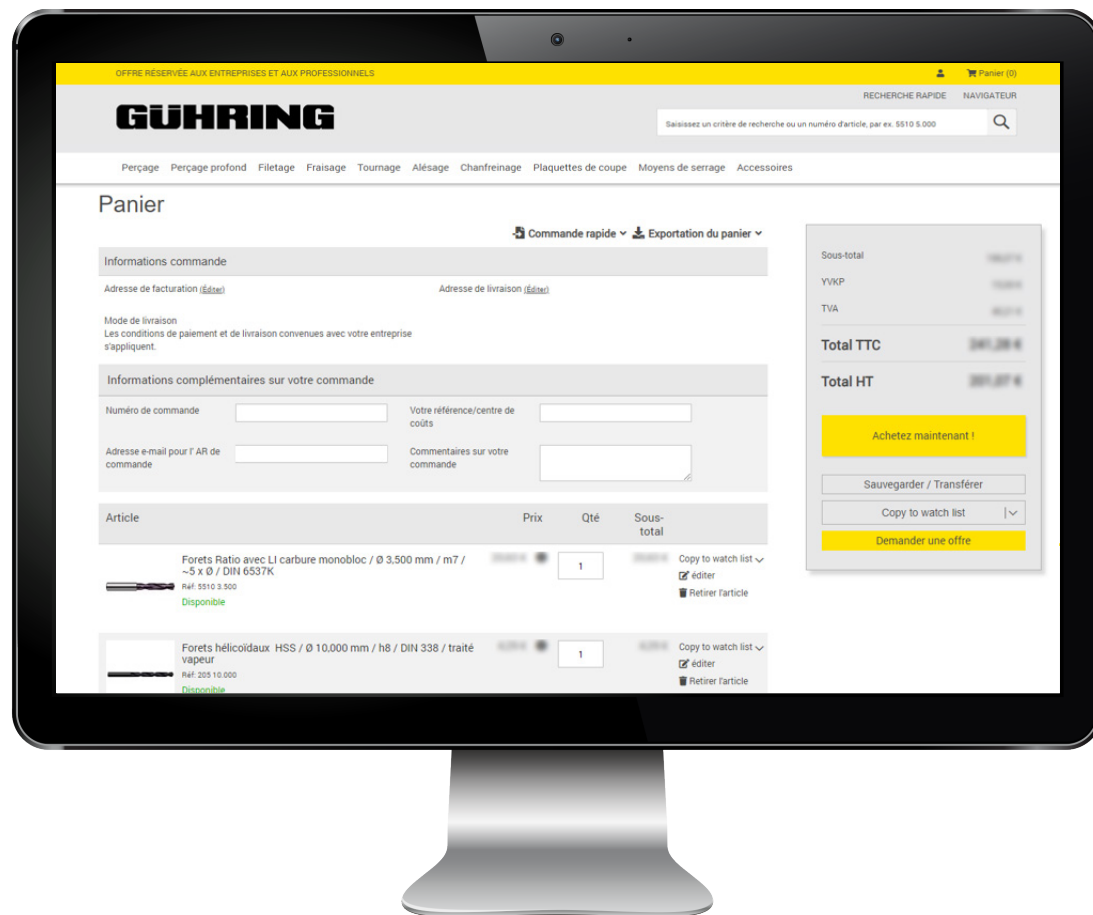 OFFRE RÉSERVÉE AUX ENTREPRISES ET AUX PROFESSIONNELS
Panier (0)
RECHERCHE RAPIDE NAVIGATEUR
GÜHRING
Saisissez un critère de recherche ou un numéro d'article, par ex. 5510 5.000
Perçage Perçage profond Filetage Fraisage Tournage Alésage Chanfreinage Plaquettes de coupe Moyens de serrage Accessoires
Panier
Commande rapide Exportation du panier
Informations commande
Adresse de facturation (Éditer) Adresse de livraison (Éditer)
Mode de livraison
Les conditions de paiement et de livraison convenues avec votre entreprise
s'appliquent.
Informations complémentaires sur votre commande
Numéro de commande
Votre référence/centre de
coûts
Adresse e-mail pour l' AR de
commande
Commentaires sur votre
commande
Article Prix Qté Sous-
total
Forets Ratio avec LI carbure monobloc / Ø 3,500 mm / m7 /
~5 x Ø / DIN 6537K
Réf: 5510 3.500
Disponible
1
Copy to watch list
éditer
Retirer l'article
Forets hélicoïdaux HSS / Ø 10,000 mm / h8 / DIN 338 / traité
vapeur
Réf: 205 10.000
Disponible
1
Copy to watch list
éditer
Retirer l'article
Sous-total
YVKP
TVA
Total TTC
Total HT
Achetez maintenant !
Sauvegarder / Transférer
Copy to watch list
Demander une offre